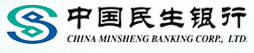 中国民生银行
CHINA MINSHENG BANKING CORP., LTD.